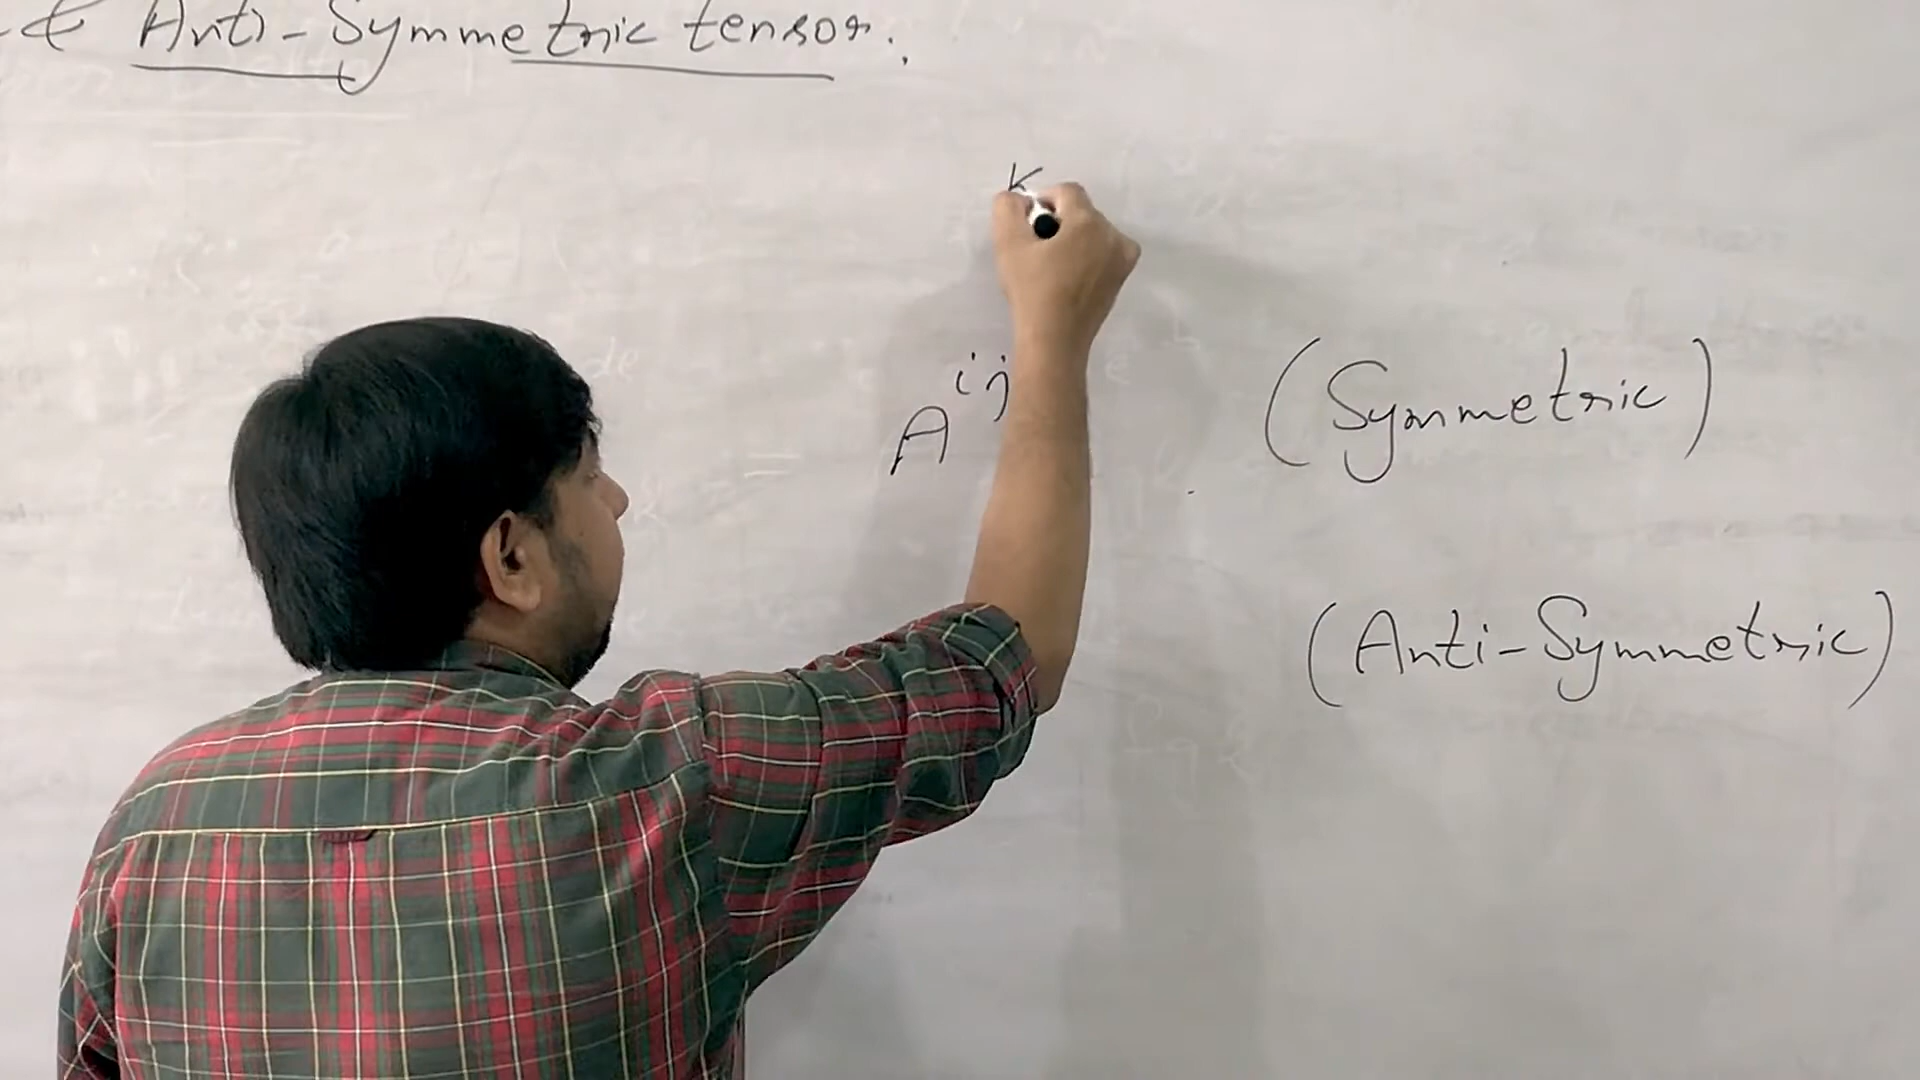 & Anti-Symmetric tensor.
K
A^{ij} (Symmetric)
(Anti-Symmetric)